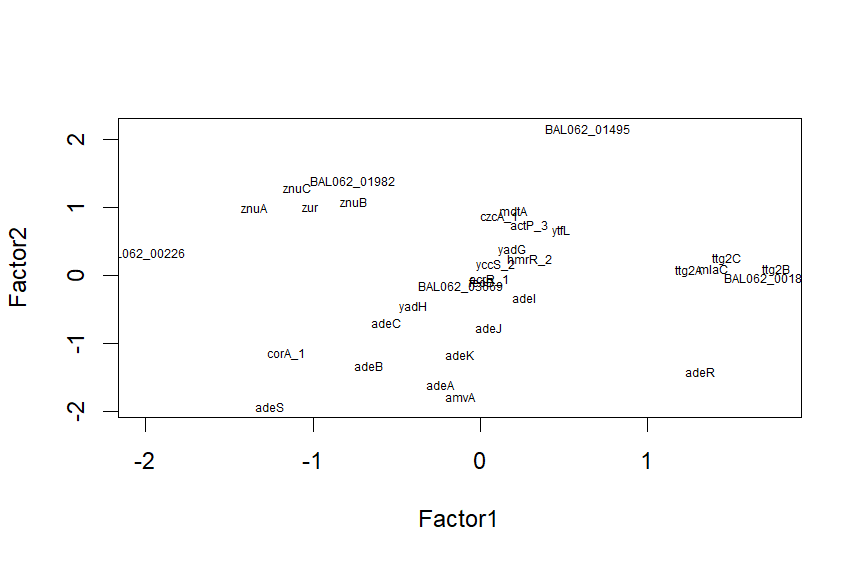 2
1
0
-1
-2
Factor2
BAL062_01495
BAL062_01982
znuC
znuB
znuA
zur
mdtA
czcA_1
actP_3
ytfL
L062_00226
yadG
hmrR_2
yccS_2
ttg2C
ttg2A
mlaC
ttg2B
BAL062_0018
BAL062_03669
yadH
adeI
adeC
adeJ
corA_1
adeK
adeB
adeR
adeA
amvA
adeS
-2
-1
0
1
Factor1